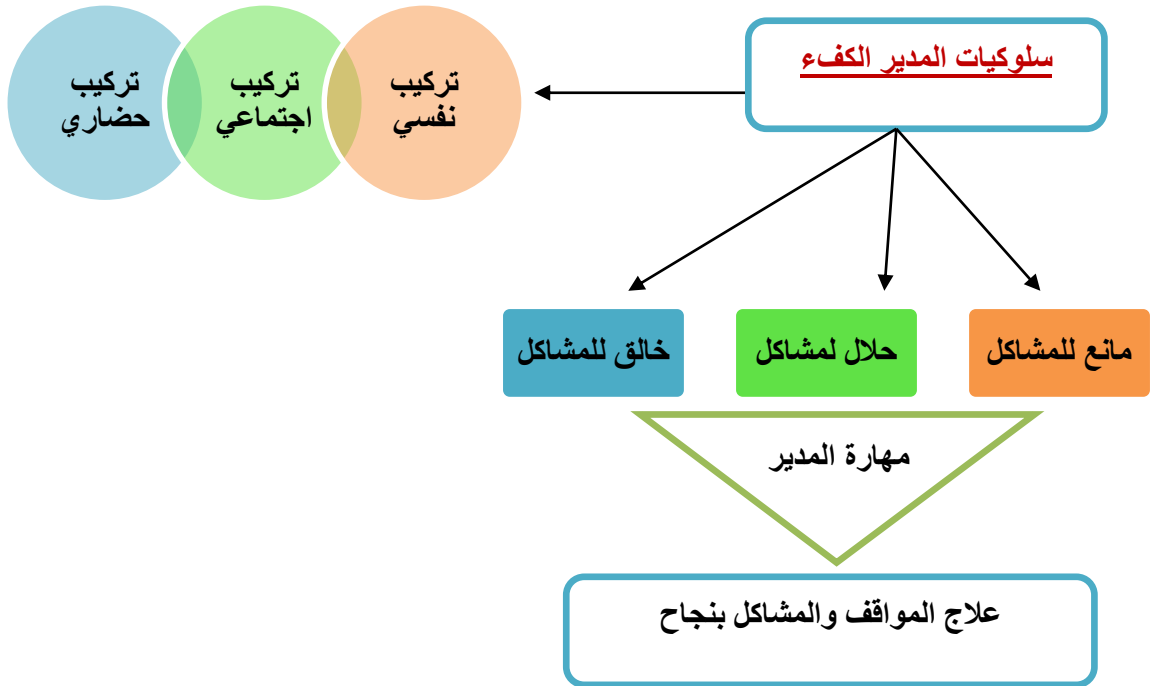 سلوكيات المدير الكفء
تركيب
نفسي
تركيب
اجتماعي
تركيب
حضاري
مانع للمشاكل
حلال لمشاكل
خالق للمشاكل
مهارة المدير
علاج المواقف والمشاكل بنجاح